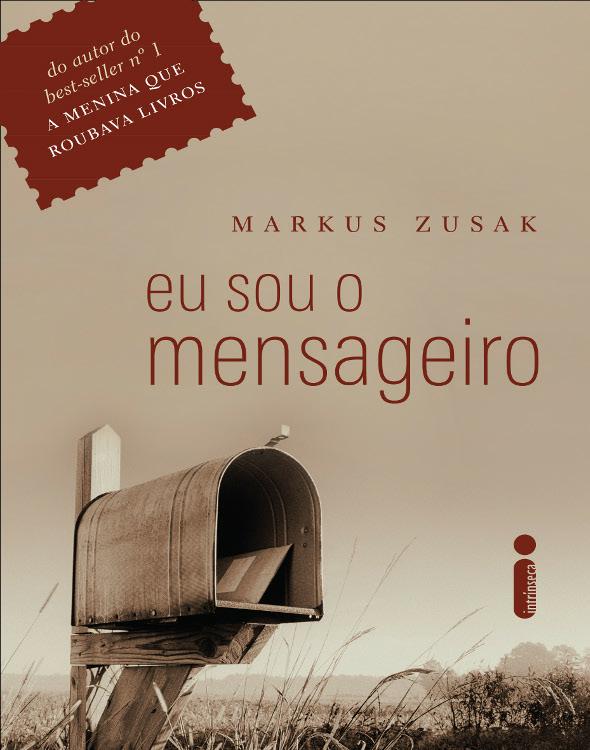 do autor do
best-seller nº 1
A MENINA QUE
ROUBAVA LIVROS
MARKUS ZUSAK
eu sou o
mensageiro
intrínseca